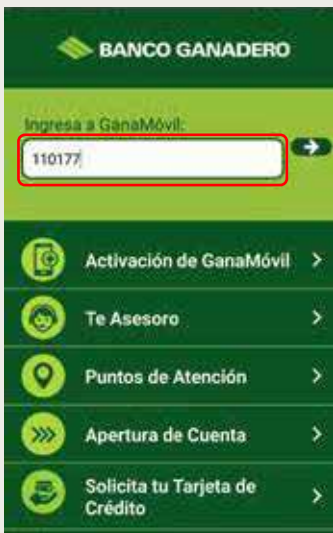 BANCO GANADERO
Ingresa a GanaMóvil:
110177
Activación de GanaMóvil
Te Asesoro
Puntos de Atención
Apertura de Cuenta
Solicita tu Tarjeta de
Crédito